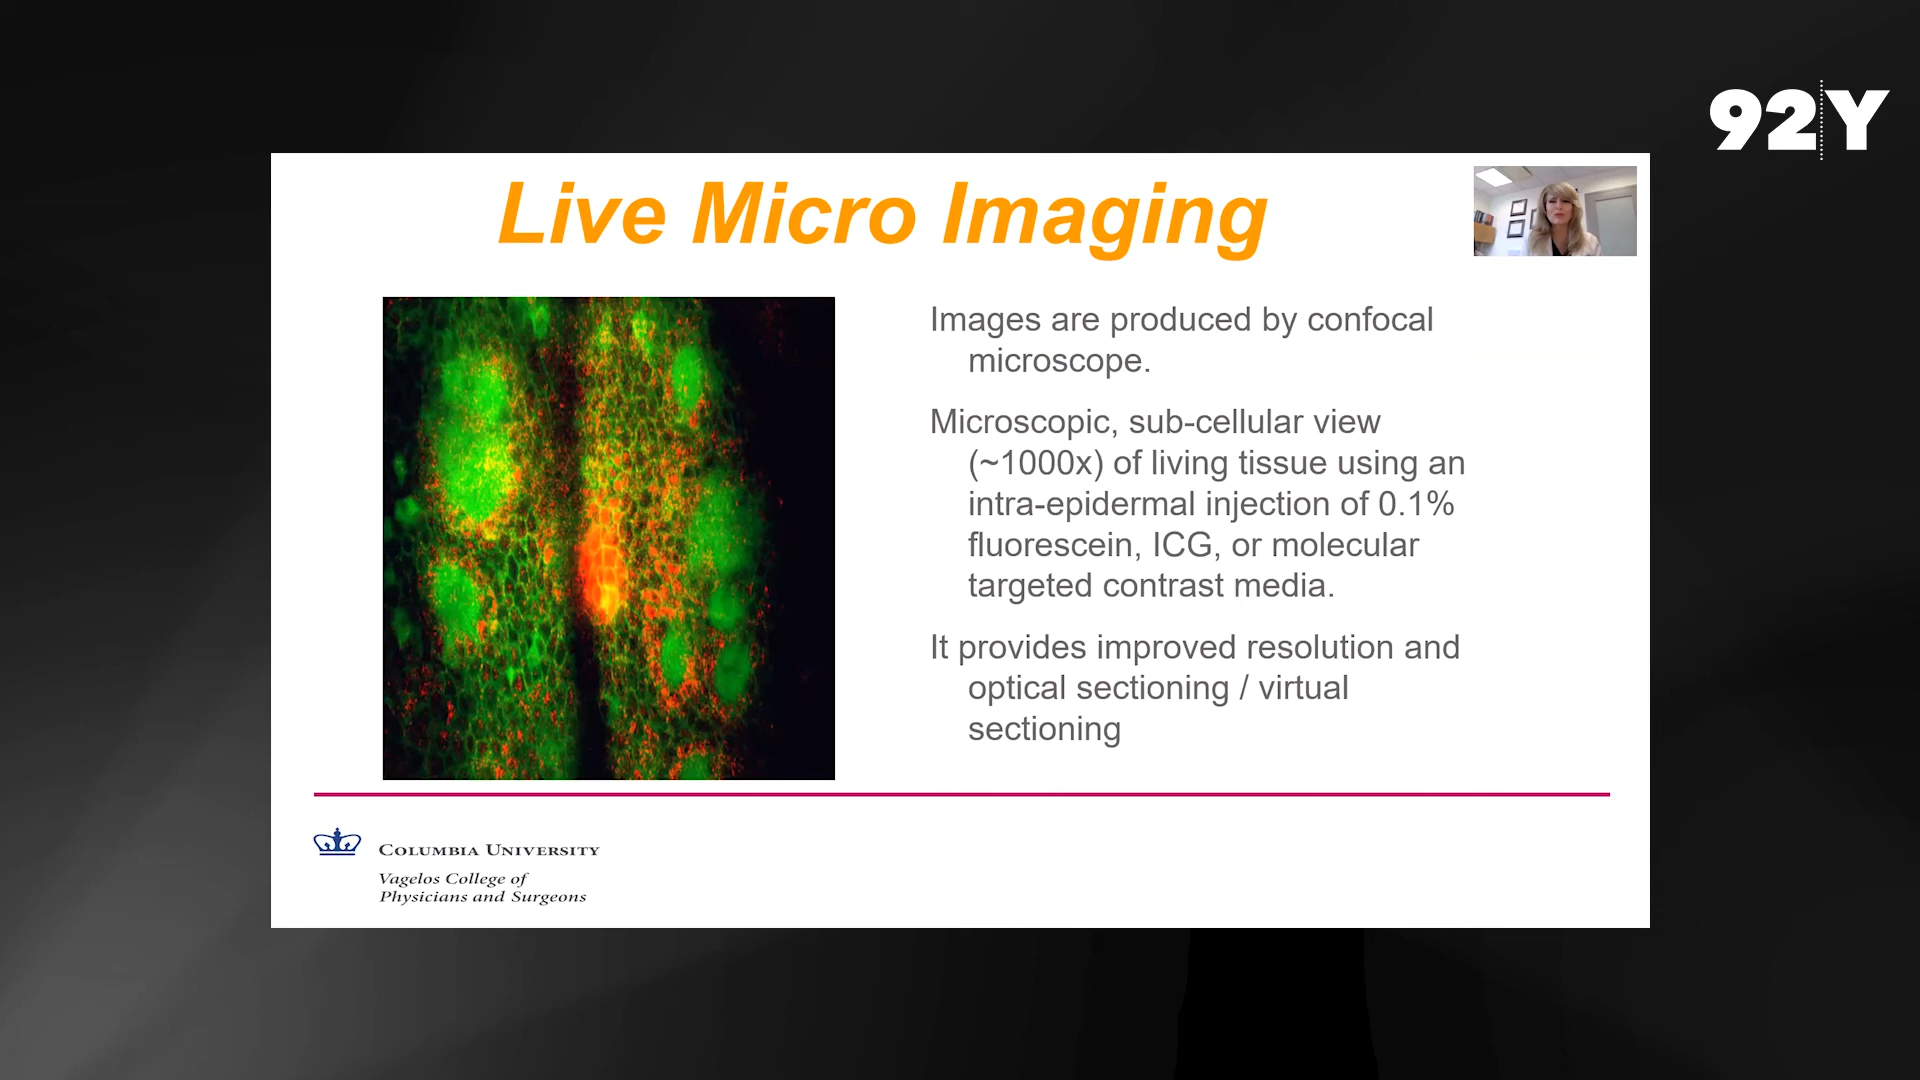 92Y
Live Micro Imaging
Images are produced by confocal
microscope.
Microscopic, sub-cellular view
(~1000x) of living tissue using an
intra-epidermal injection of 0.1%
fluorescein, ICG, or molecular
targeted contrast media.
It provides improved resolution and
optical sectioning / virtual
sectioning
COLUMBIA UNIVERSITY
Vagelos College of
Physicians and Surgeons